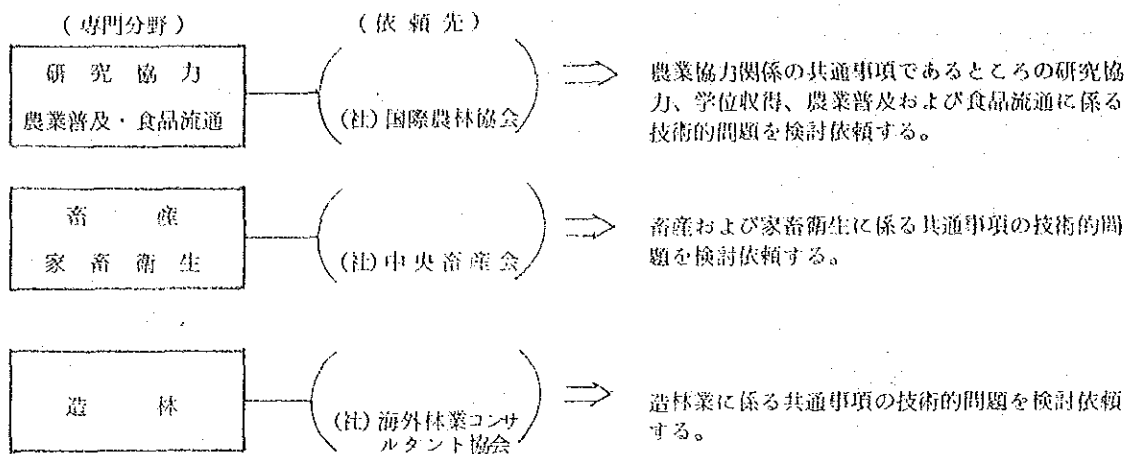 (専門分野)
(依頼先)
研究協力
農業普及・食品流通
(社)国際農林協会
農業協力関係の共通事項であるところの研究協
力、学位収得、農業普及および食品流通に係る
技術的問題を検討依頼する。
畜産
家畜衛生
(社)中央畜産会
畜産および家畜衛生に係る共通事項の技術的問
題を検討依頼する。
造林
(社)海外林業コンサ
ルタント協会
造林業に係る共通事項の技術的問題を検討依頼
する。